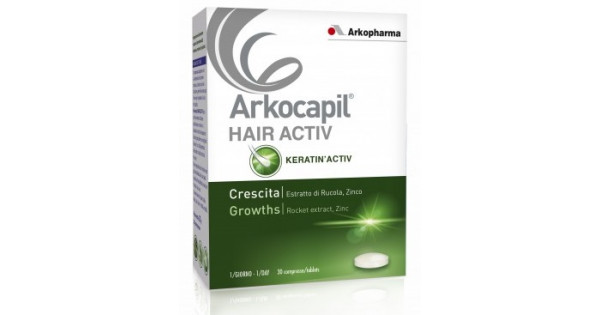 Arkopharma
Arkocapil®
HAIR ACTIV
KERATIN'ACTIV
Crescita | Estratto di Rucola, Zinco
Growths | Rocket extract, Zinc
1/GIORNO - 1/DAY 30 compresse/tablets